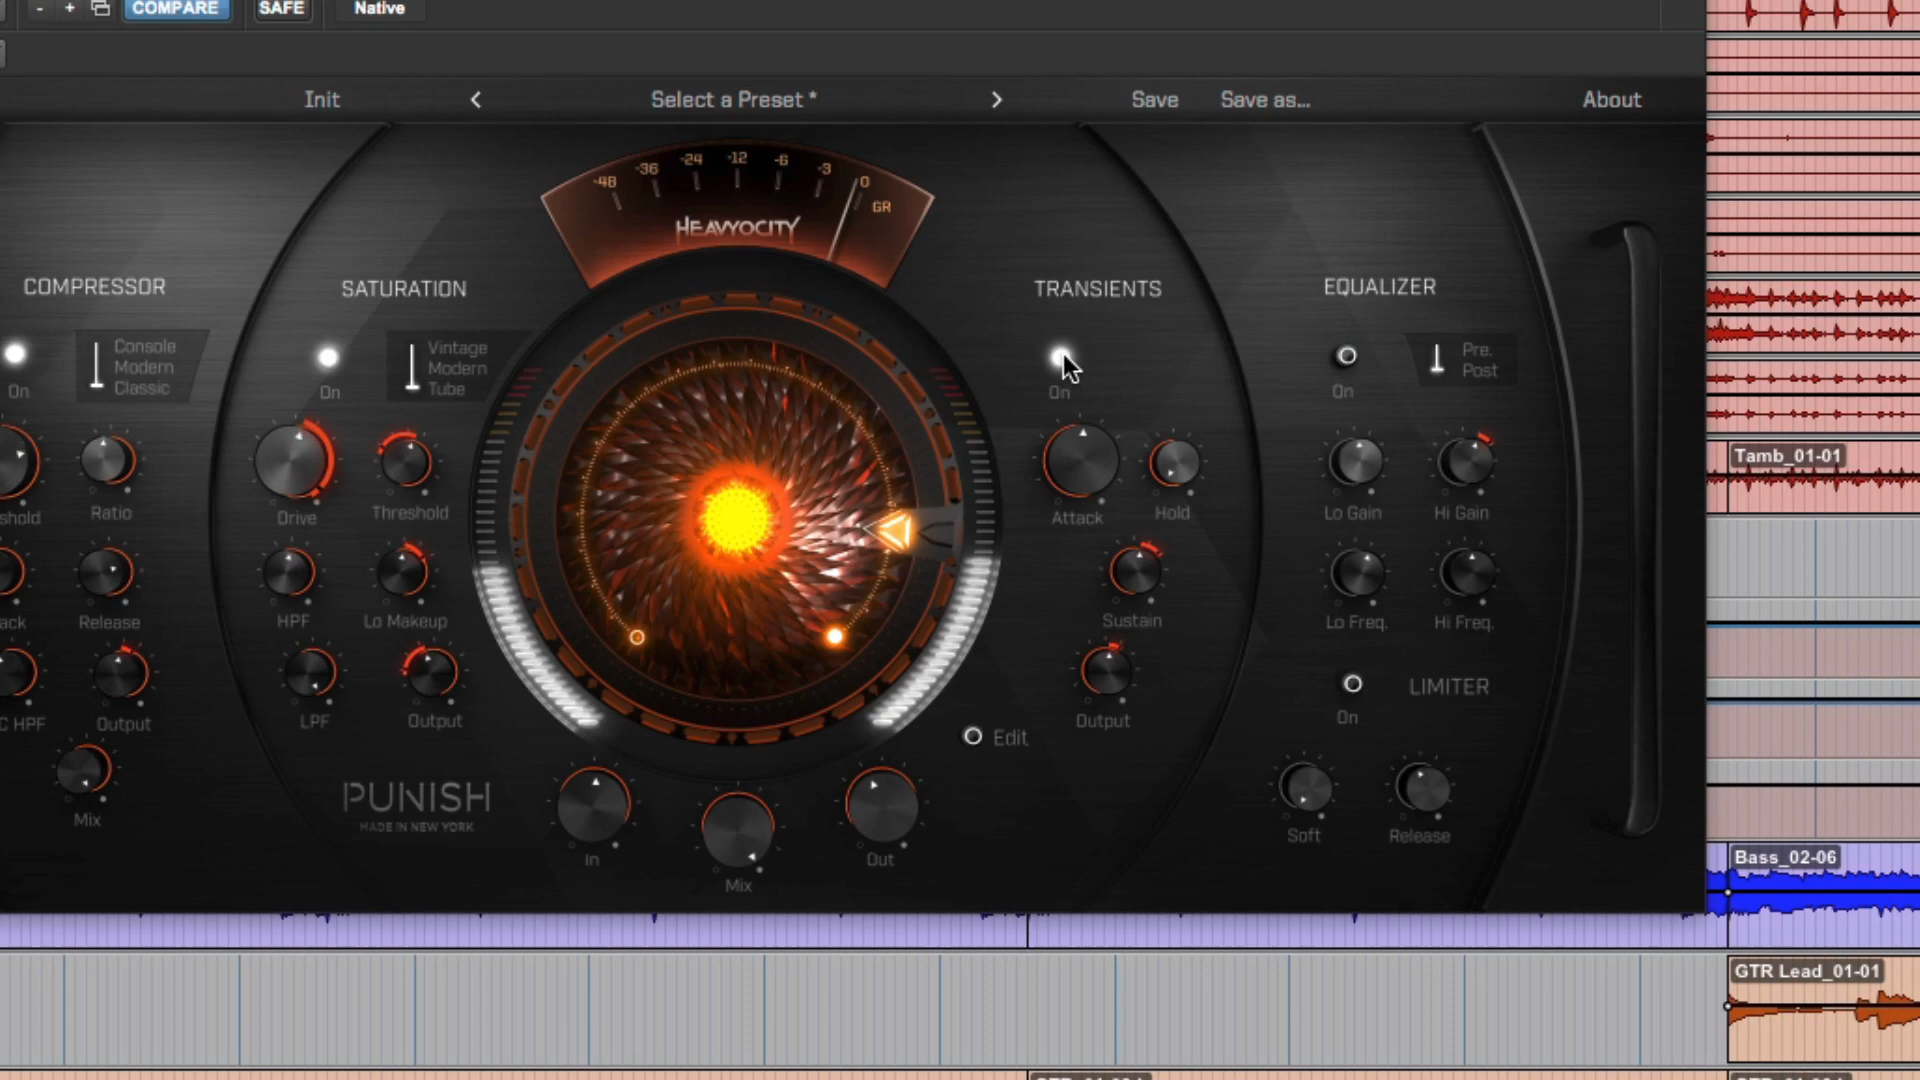 - + COMPARE SAFE Native
Init < Select a Preset * > Save Save as... About
-48 -36 -24 -12 -6 -3 0
GR
HEAVYOCITY
COMPRESSOR
On
Console
Modern
Classic
shold Ratio
ack Release
C HPF Output
Mix
SATURATION
On
Vintage
Modern
Tube
Drive Threshold
HPF Lo Makeup
LPF Output
PUNISH
MADE IN NEW YORK
In Mix Out
Edit
TRANSIENTS
On
Attack Hold
Sustain
Output
EQUALIZER
On
Pre.
Post
Lo Gain Hi Gain
Lo Freq. Hi Freq.
LIMITER
On
Soft Release
Tamb_01-01
Bass_02-06
GTR Lead_01-01